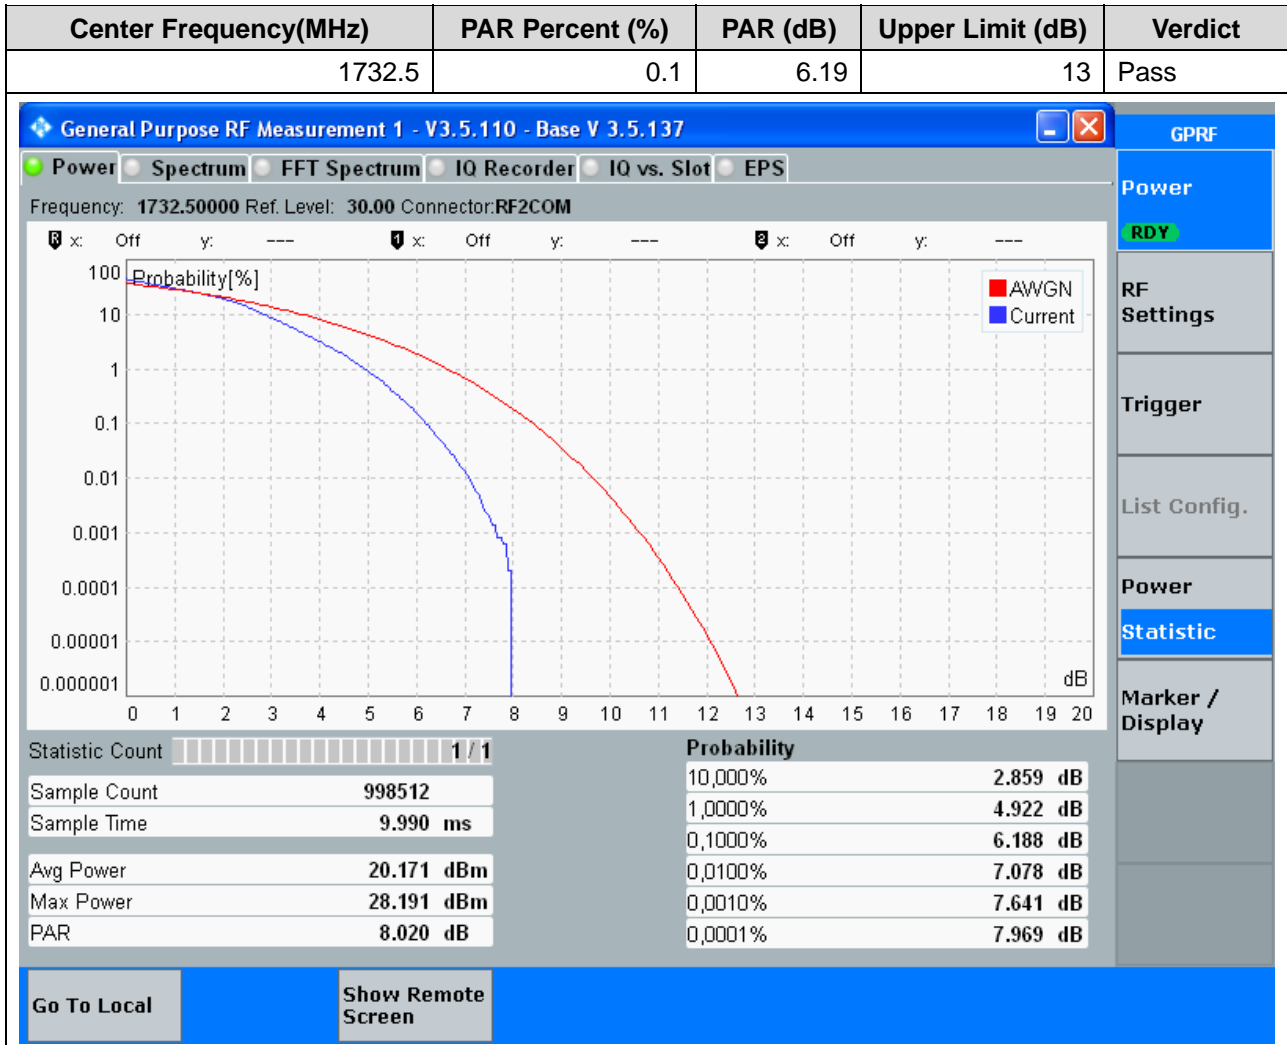 Center Frequency(MHz) PAR Percent (%) PAR (dB) Upper Limit (dB) Verdict
1732.5 0.1 6.19 13 Pass
General Purpose RF Measurement 1 - V3.5.110 - Base V 3.5.137
GPRF
Power Spectrum FFT Spectrum IQ Recorder IQ vs. Slot EPS
Power
RDY
Frequency: 1732.50000 Ref. Level: 30.00 Connector:RF2COM
R x: Off y: --- 1 x: Off y: --- 2 x: Off y: ---
100 Probability[%]
AWGN
Current
10
1
0.1
0.01
0.001
0.0001
0.00001
0.000001
dB
0 1 2 3 4 5 6 7 8 9 10 11 12 13 14 15 16 17 18 19 20
RF
Settings
Trigger
List Config.
Power
Statistic
Marker /
Display
Statistic Count 1 / 1
Sample Count 998512
Sample Time 9.990 ms
Avg Power 20.171 dBm
Max Power 28.191 dBm
PAR 8.020 dB
Probability
10,000% 2.859 dB
1,0000% 4.922 dB
0,1000% 6.188 dB
0,0100% 7.078 dB
0,0010% 7.641 dB
0,0001% 7.969 dB
Go To Local
Show Remote
Screen